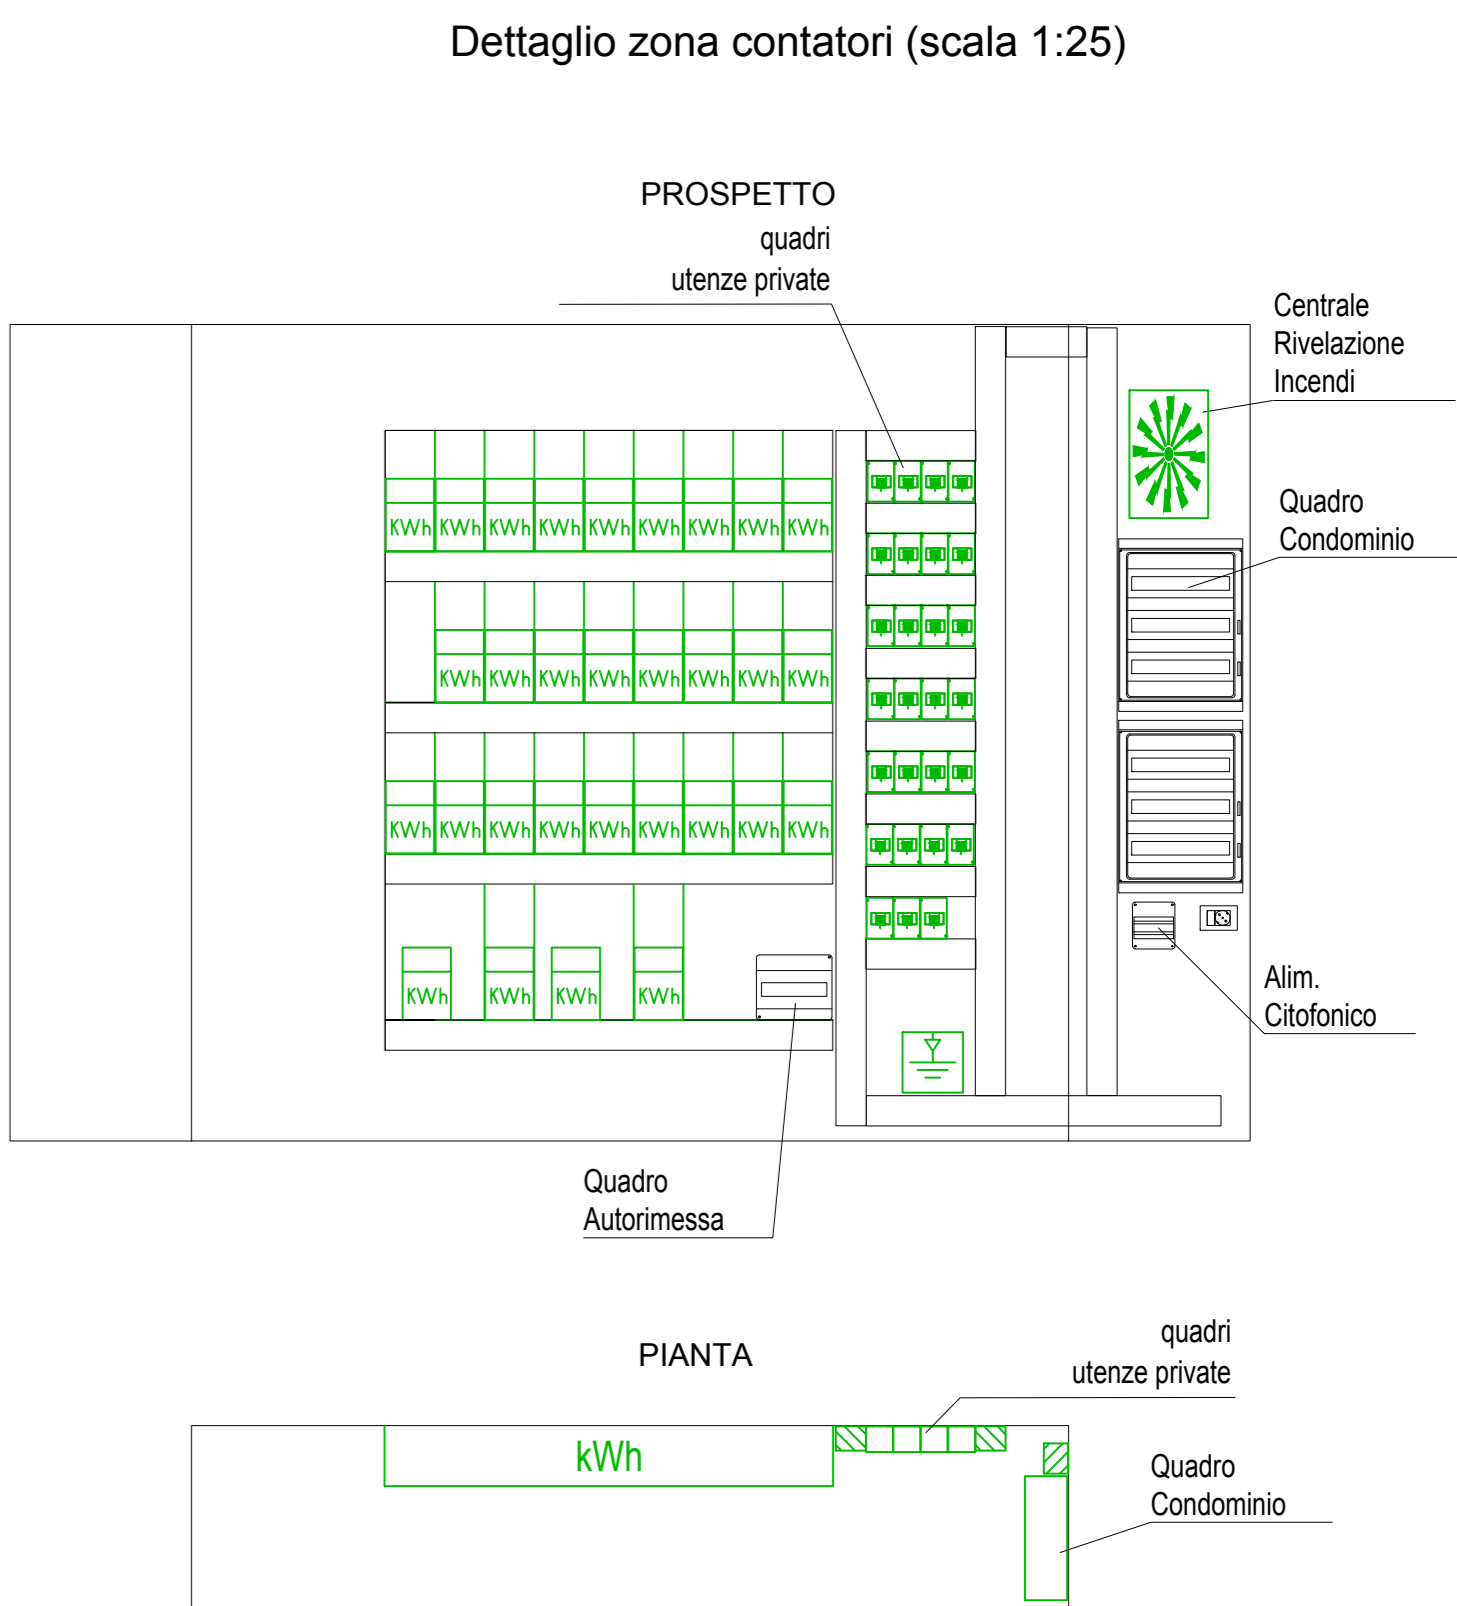 Dettaglio zona contatori (scala 1:25)
PROSPETTO
quadri
utenze private
Centrale
Rivelazione
Incendi
Quadro
Condominio
KWh KWh KWh KWh KWh KWh KWh KWh KWh
KWh KWh KWh KWh KWh KWh KWh KWh
KWh KWh KWh KWh KWh KWh KWh KWh KWh
KWh KWh KWh KWh
Alim.
Citofonico
Quadro
Autorimessa
PIANTA
quadri
utenze private
kWh
Quadro
Condominio